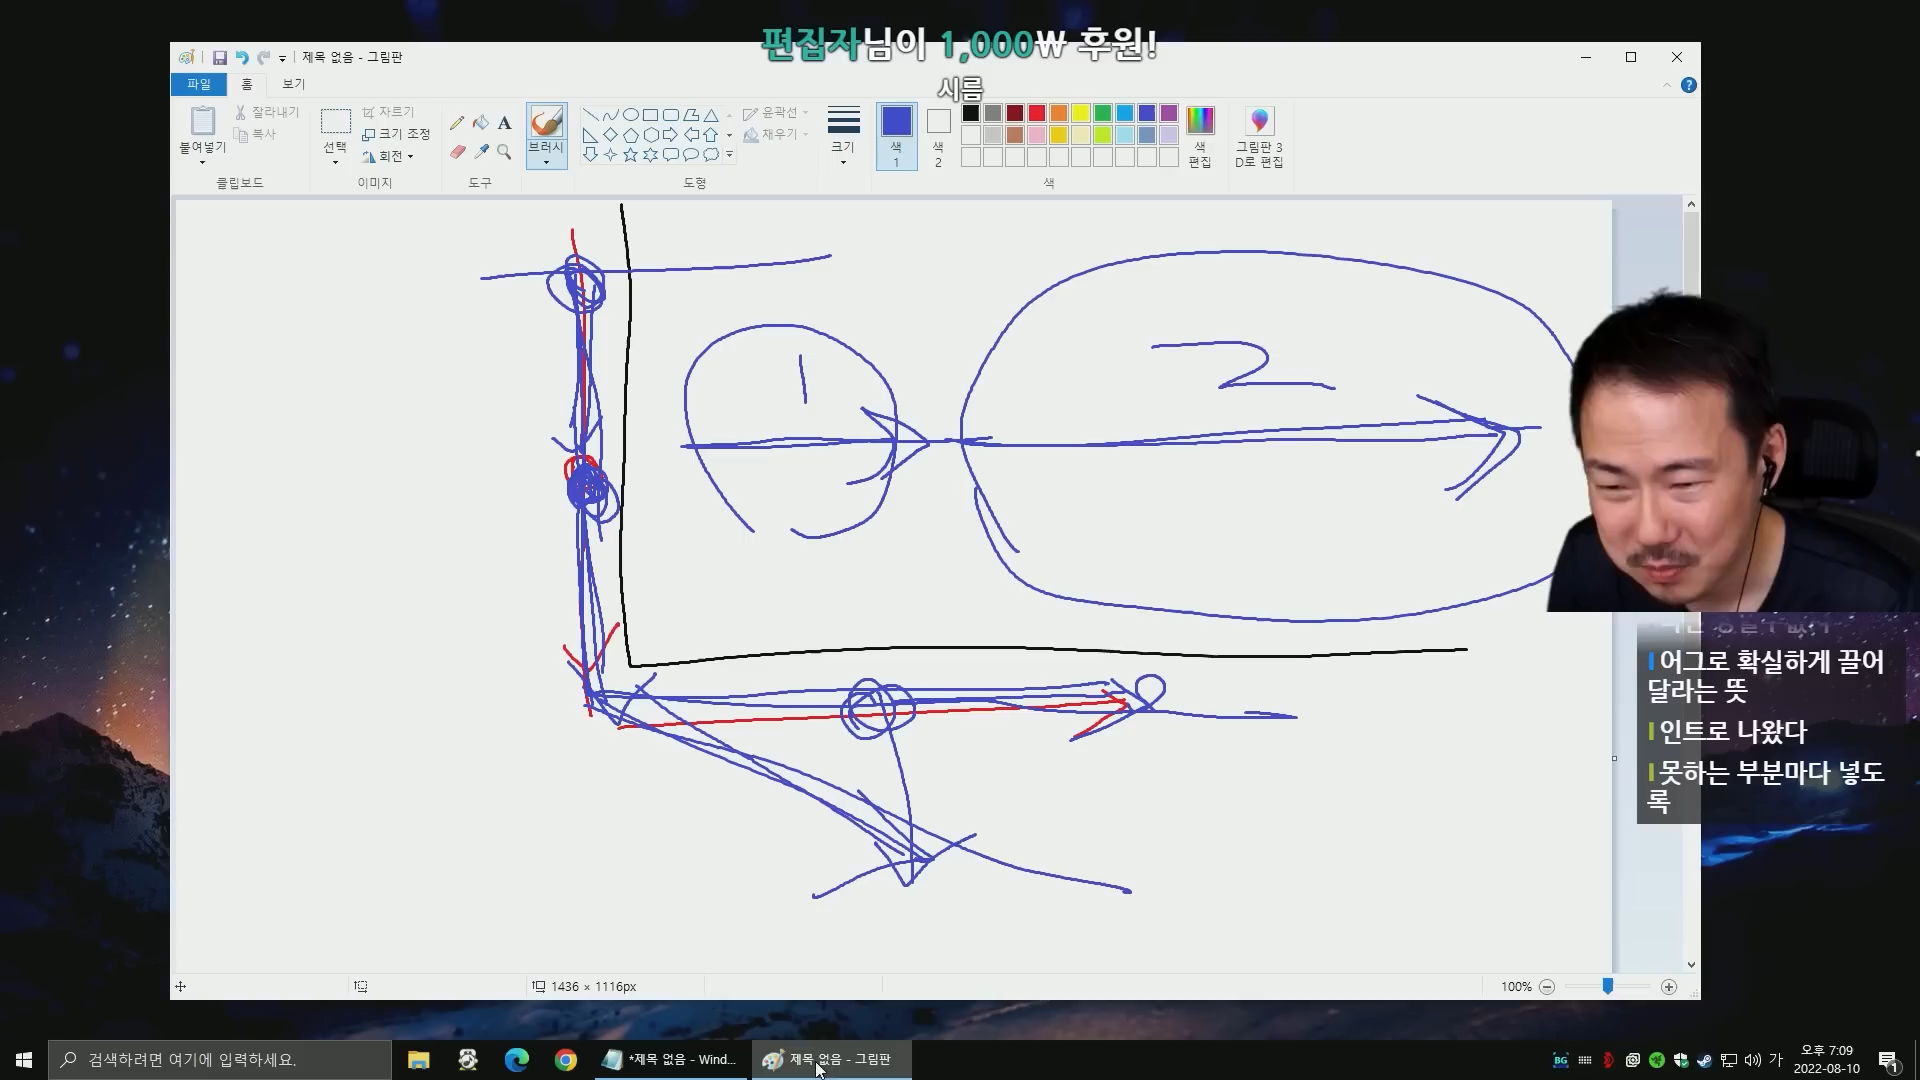 편집자님이 1,000₩ 후원!
시름
제목 없음 - 그림판
파일 홈 보기
붙여넣기
잘라내기
복사
클립보드
선택
자르기
크기 조정
회전
이미지
A
도구
브러시
윤곽선
채우기
도형
크기
색
1
색
2
색
편집
색
그림판 3
D로 편집
1
2
어그로 확실하게 끌어
달라는 뜻
인트로 나왔다
못하는 부분마다 넣도
록
1436 × 1116px
100%
검색하려면 여기에 입력하세요.
*제목 없음 - Wind...
제목 없음 - 그림판
BG
가
오후 7:09
2022-08-10
1